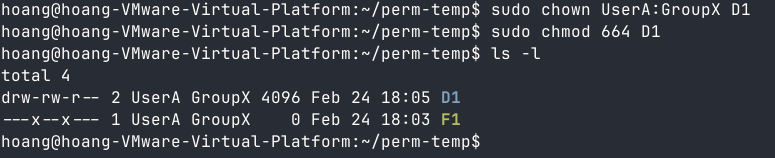 hoang@hoang-VMware-Virtual-Platform:~/perm-temp$ sudo chown UserA:GroupX D1
hoang@hoang-VMware-Virtual-Platform:~/perm-temp$ sudo chmod 664 D1
hoang@hoang-VMware-Virtual-Platform:~/perm-temp$ ls -l
total 4
drw-rw-r-- 2 UserA GroupX 4096 Feb 24 18:05 D1
---x--x--- 1 UserA GroupX    0 Feb 24 18:03 F1
hoang@hoang-VMware-Virtual-Platform:~/perm-temp$